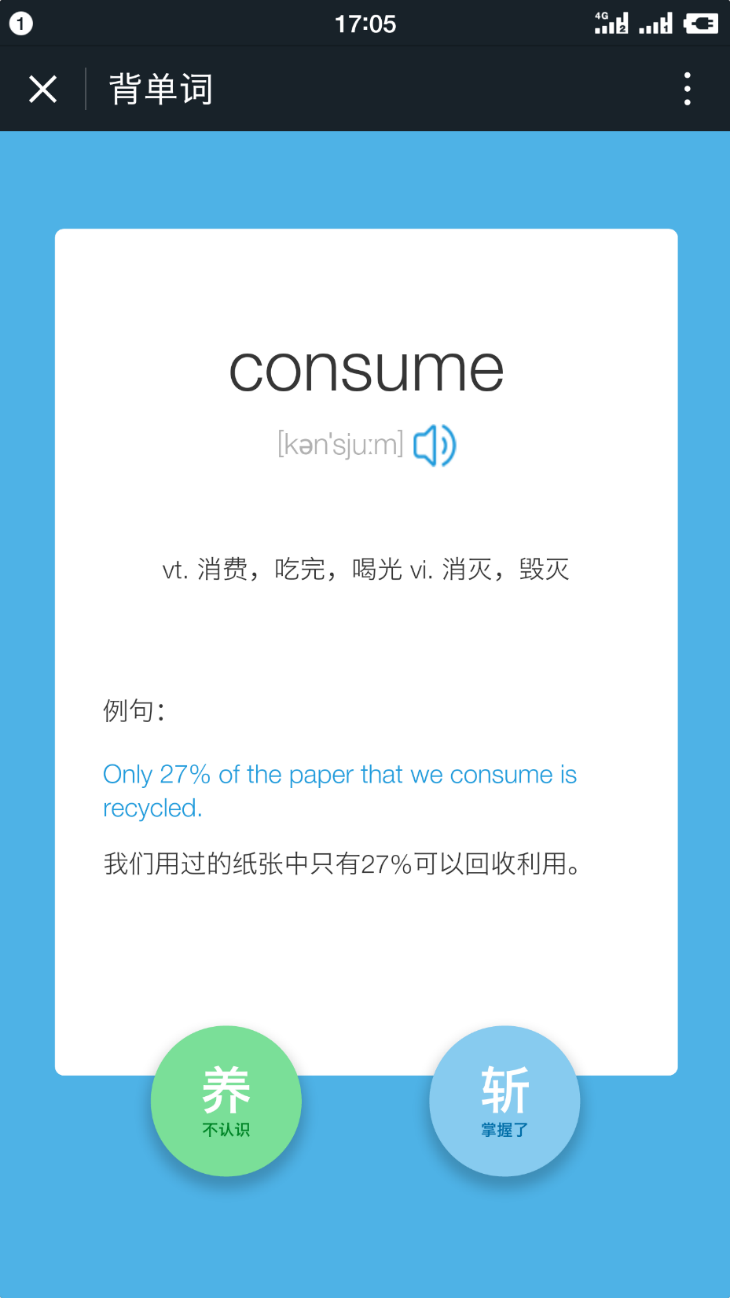 1 17:05 4G 2 1
背单词
consume
[kən'sju:m]
vt. 消费，吃完，喝光 vi. 消灭，毁灭
例句：
Only 27% of the paper that we consume is
recycled.
我们用过的纸张中只有27%可以回收利用。
养 斩
不认识 掌握了